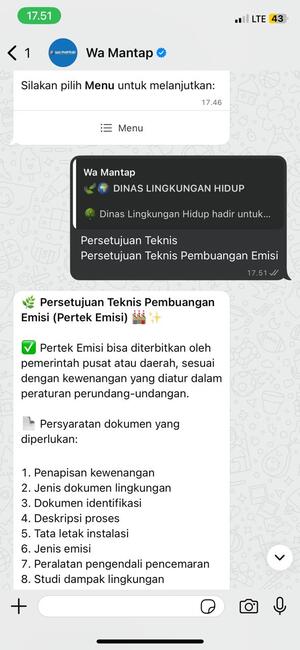 17.51
LTE 43
1
Wa Mantap
Silakan pilih Menu untuk melanjutkan:
17.46
Menu
Wa Mantap
🌿🌍 DINAS LINGKUNGAN HIDUP
🌳 Dinas Lingkungan Hidup hadir untuk...
Persetujuan Teknis
Persetujuan Teknis Pembuangan Emisi
17.51
🌿 Persetujuan Teknis Pembuangan
Emisi (Pertek Emisi) 🏭✨
✅ Pertek Emisi bisa diterbitkan oleh
pemerintah pusat atau daerah, sesuai
dengan kewenangan yang diatur dalam
peraturan perundang-undangan.
📄 Persyaratan dokumen yang
diperlukan:
1. Penapisan kewenangan
2. Jenis dokumen lingkungan
3. Dokumen identifikasi
4. Deskripsi proses
5. Tata letak instalasi
6. Jenis emisi
7. Peralatan pengendali pencemaran
8. Studi dampak lingkungan